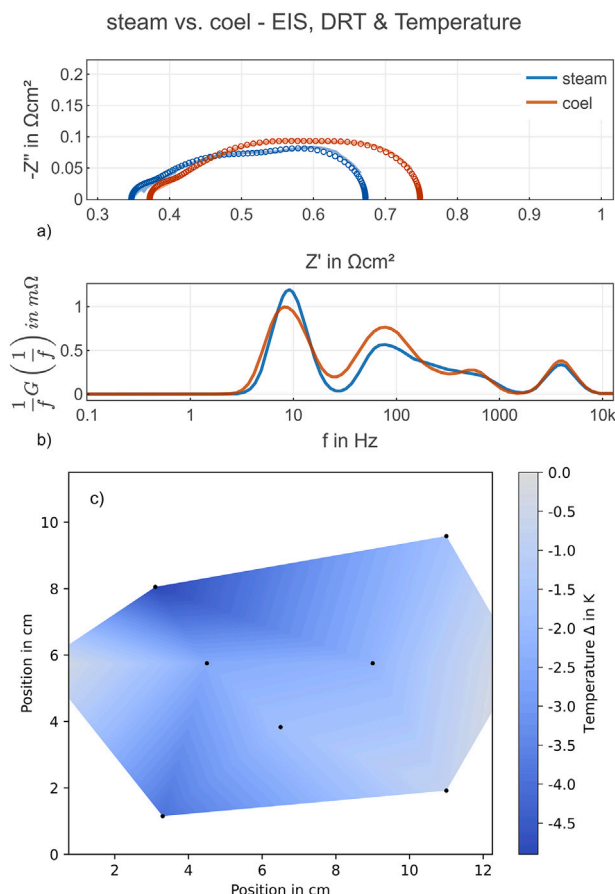 steam vs. coel - EIS, DRT & Temperature
-Z" in Ωcm²
0.2
0.15
0.1
0.05
0
steam
coel
0.3 0.4 0.5 0.6 0.7 0.8 0.9 1
a)
Z' in Ωcm²
1/f G (1/f) in mΩ
1
0.5
0
0.1 1 10 100 1000 10k
b)
f in Hz
c)
Position in cm
10
8
6
4
2
0
2 4 6 8 10 12
Position in cm
0.0
-0.5
-1.0
-1.5
-2.0
-2.5
-3.0
-3.5
-4.0
-4.5
Temperature Δ in K